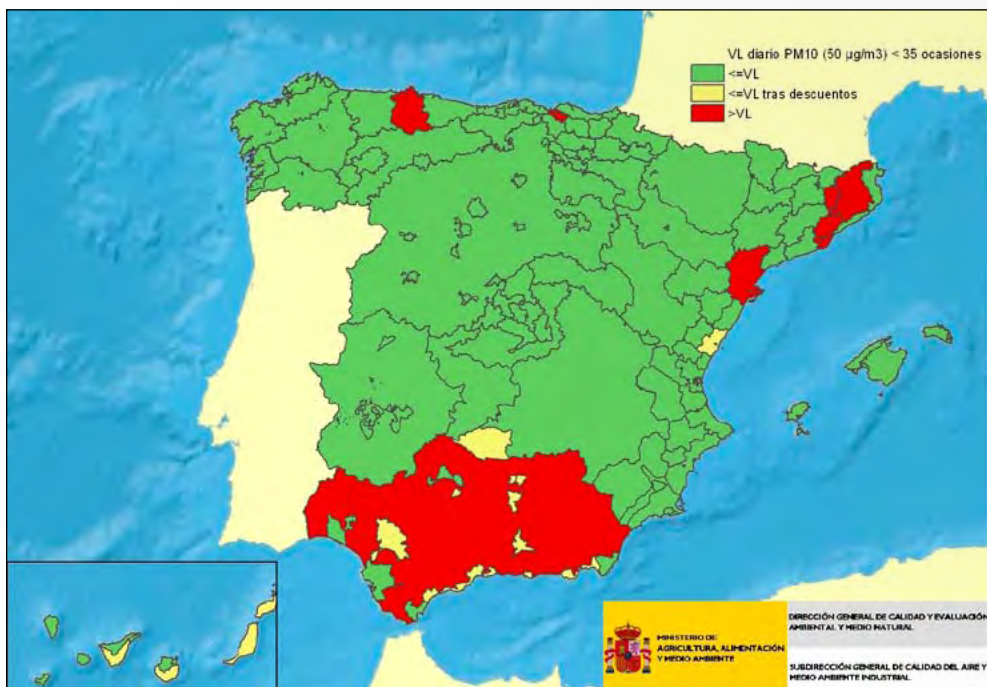 VL diario PM10 (50 µg/m3) < 35 ocasiones
<=VL
<=VL tras descuentos
>VL
MINISTERIO DE
AGRICULTURA, ALIMENTACIÓN
Y MEDIO AMBIENTE
DIRECCIÓN GENERAL DE CALIDAD Y EVALUACIÓN
AMBIENTAL Y MEDIO NATURAL
SUBDIRECCIÓN GENERAL DE CALIDAD DEL AIRE Y
MEDIO AMBIENTE INDUSTRIAL